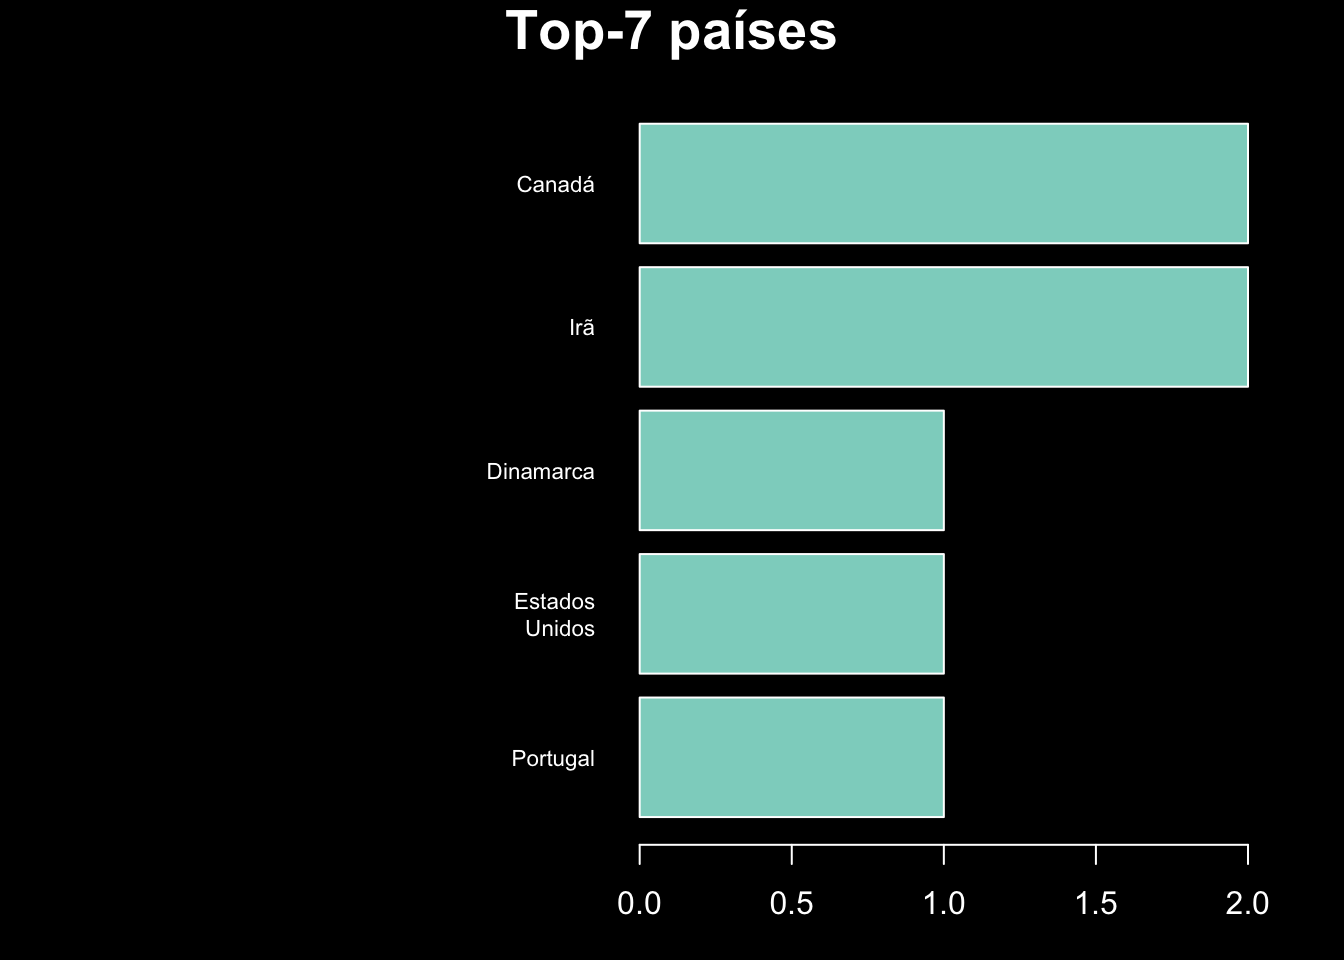 Top-7 países
Canadá
Irã
Dinamarca
Estados
Unidos
Portugal
0.0 0.5 1.0 1.5 2.0